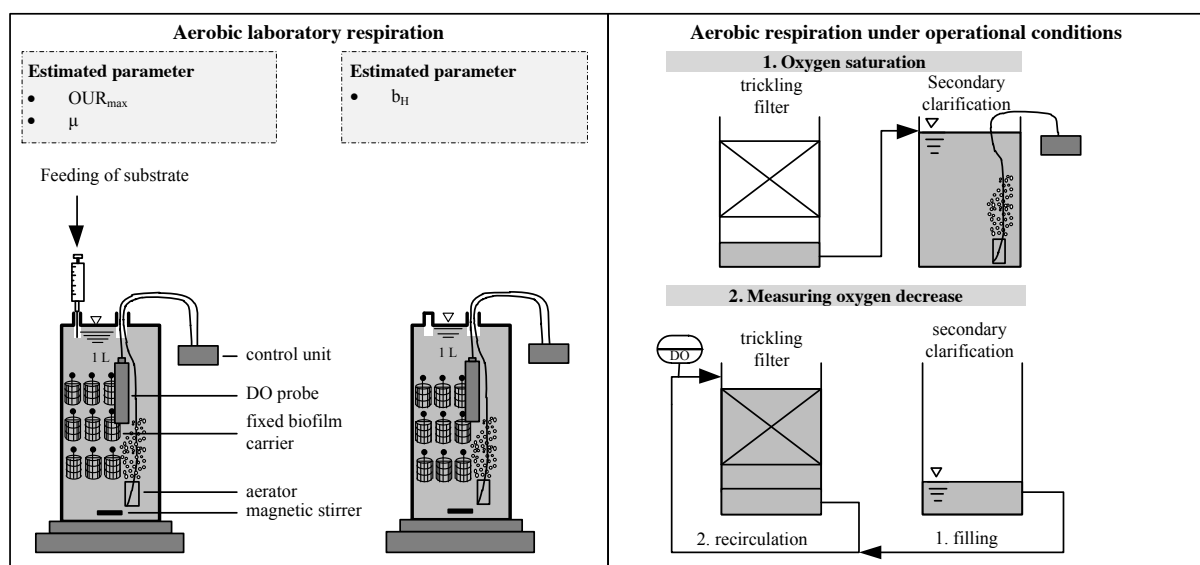 Aerobic laboratory respiration
Estimated parameter
• OURmax
• μ
Estimated parameter
• bH
Feeding of substrate
1 L
1 L
control unit
DO probe
fixed biofilm
carrier
aerator
magnetic stirrer
Aerobic respiration under operational conditions
1. Oxygen saturation
trickling
filter
Secondary
clarification
2. Measuring oxygen decrease
DO
trickling
filter
secondary
clarification
2. recirculation
1. filling